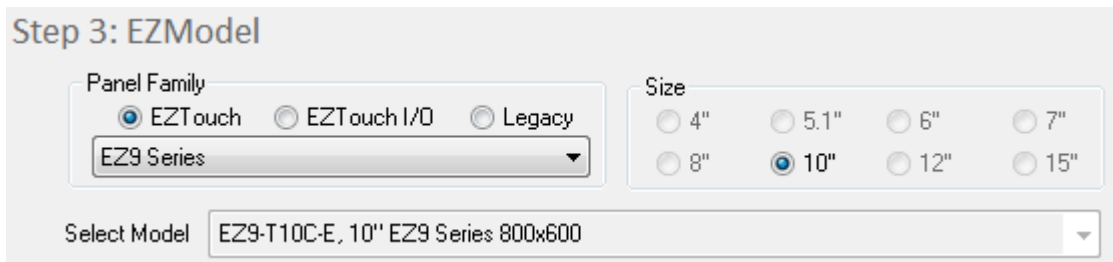 Step 3: EZModel
Panel Family
EZTouch EZTouch I/O Legacy
EZ9 Series
Size
4" 5.1" 6" 7"
8" 10" 12" 15"
Select Model EZ9-T10C-E, 10" EZ9 Series 800x600